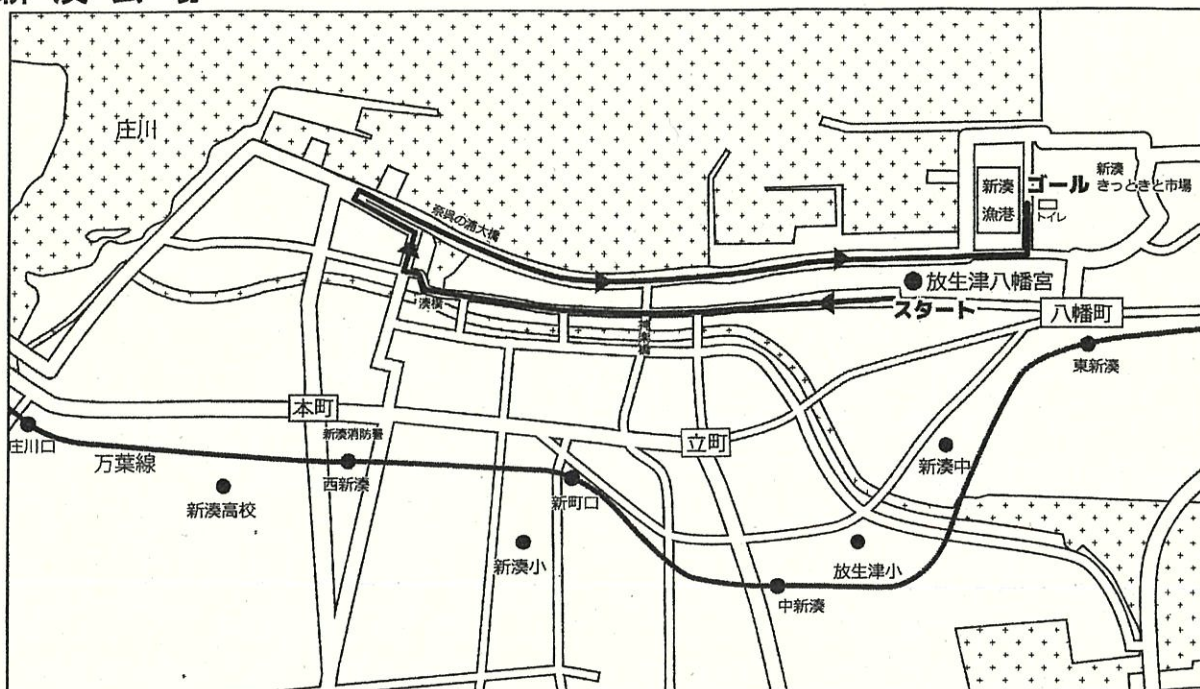 新湊会場
庄川
奈呉の浦大橋
新湊
漁港
ゴール
新湊
きっときと市場
トイレ
放生津八幡宮
スタート
八幡町
湊橋
東新湊
本町
新湊消防署
立町
庄川口
万葉線
西新湊
新湊高校
新町口
新湊中
新湊小
放生津小
中新湊